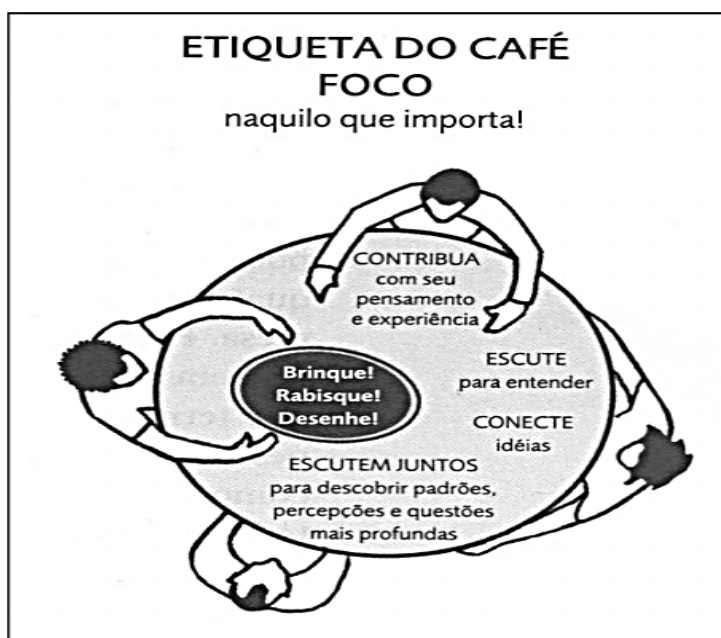 ETIQUETA DO CAFÉ
FOCO
naquilo que importa!
CONTRIBUA
com seu
pensamento
e experiência
ESCUTE
para entender
Brinque!
Rabisque!
Desenhe!
CONECTE
idéias
ESCUTEM JUNTOS
para descobrir padrões,
percepções e questões
mais profundas